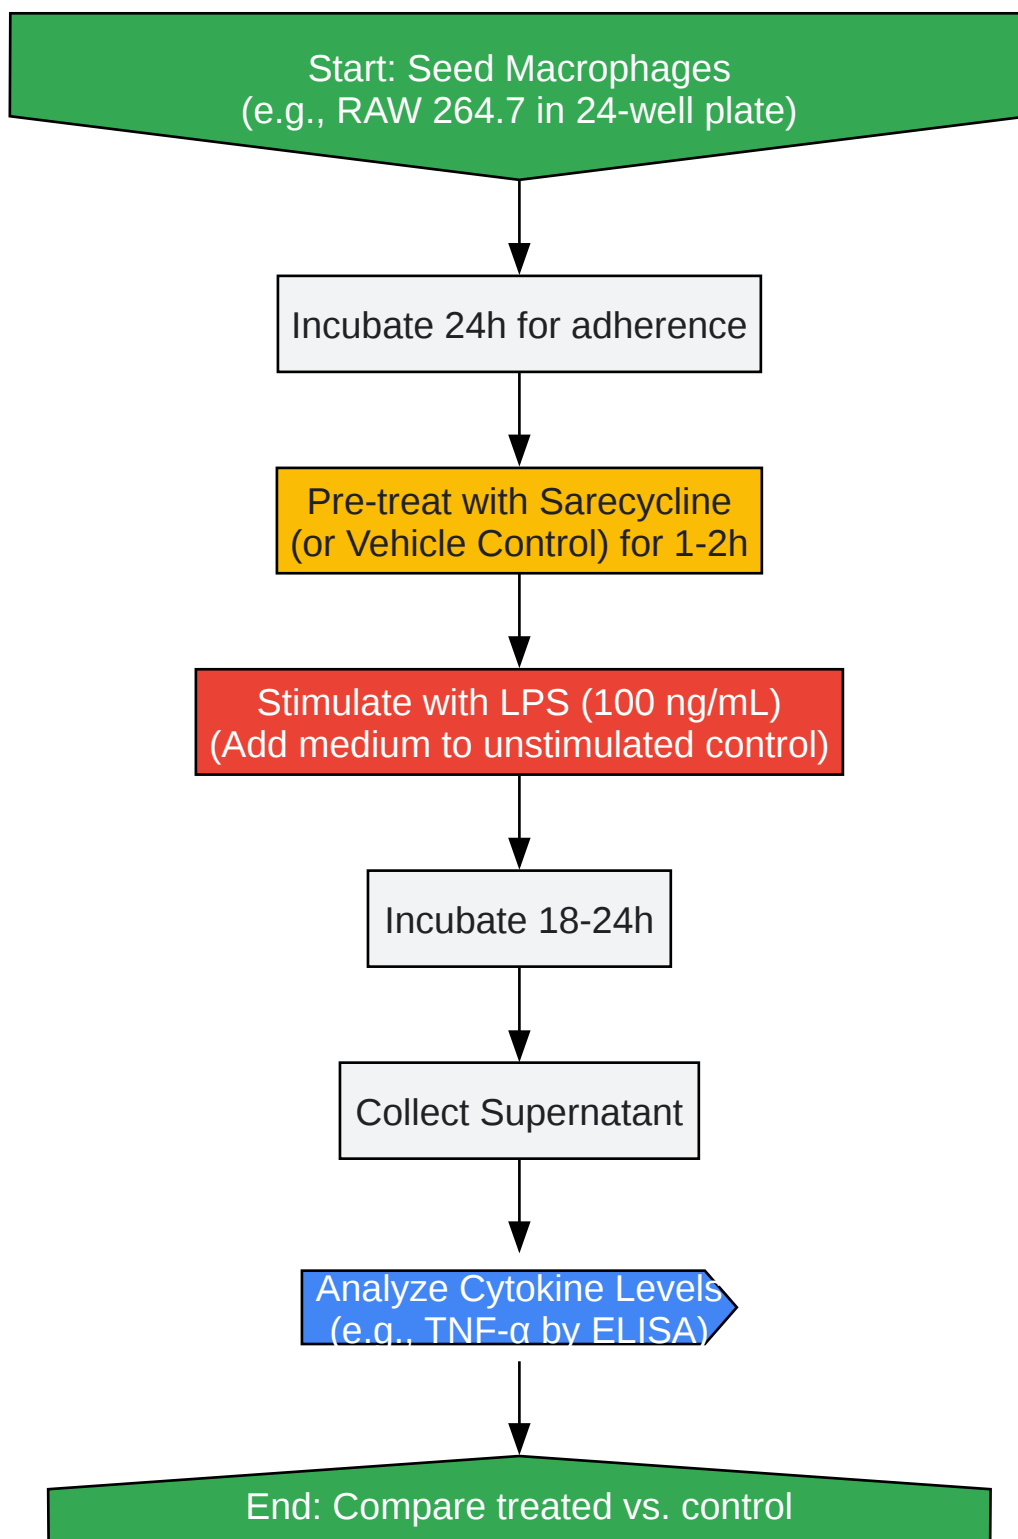 Start: Seed Macrophages
(e.g., RAW 264.7 in 24-well plate)
Incubate 24h for adherence
Pre-treat with Sarecycline
(or Vehicle Control) for 1-2h
Stimulate with LPS (100 ng/mL)
(Add medium to unstimulated control)
Incubate 18-24h
Collect Supernatant
Analyze Cytokine Levels
(e.g., TNF-α by ELISA)
End: Compare treated vs. control